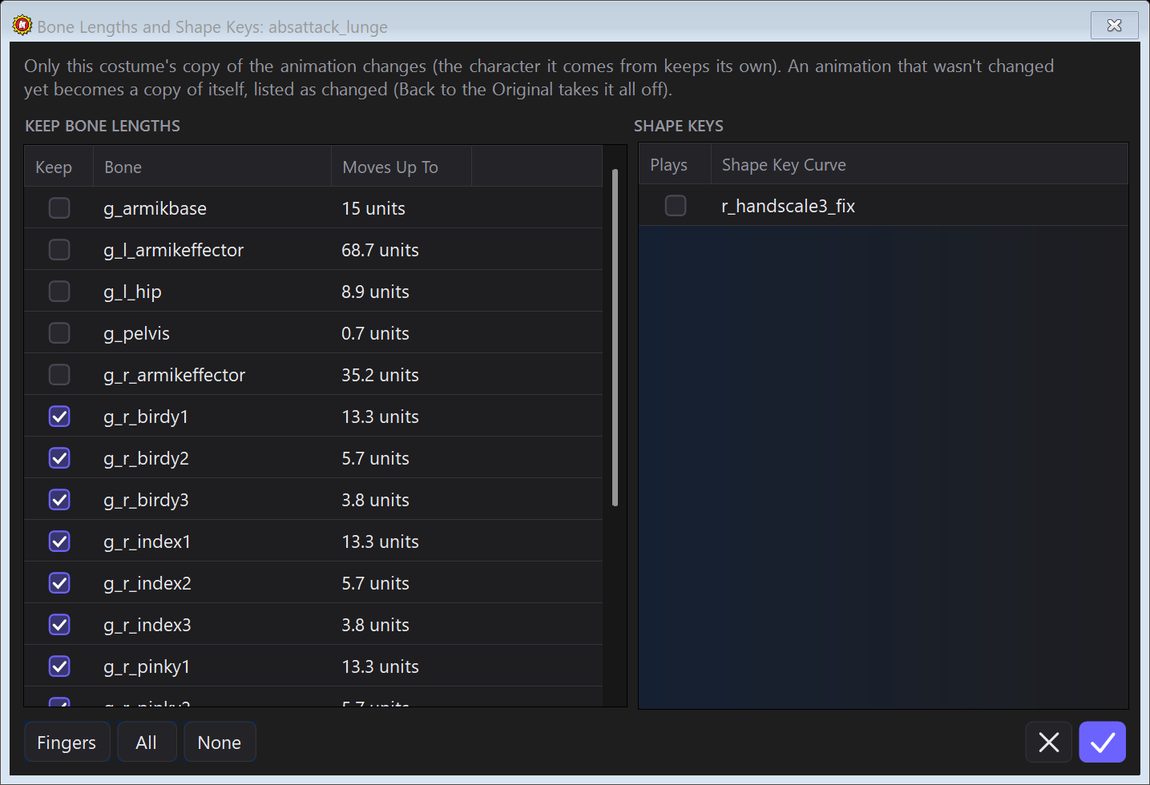 Bone Lengths and Shape Keys: absattack_lunge
Only this costume's copy of the animation changes (the character it comes from keeps its own). An animation that wasn't changed
yet becomes a copy of itself, listed as changed (Back to the Original takes it all off).
KEEP BONE LENGTHS
Keep Bone Moves Up To
g_armikbase 15 units
g_l_armikeffector 68.7 units
g_l_hip 8.9 units
g_pelvis 0.7 units
g_r_armikeffector 35.2 units
g_r_birdy1 13.3 units
g_r_birdy2 5.7 units
g_r_birdy3 3.8 units
g_r_index1 13.3 units
g_r_index2 5.7 units
g_r_index3 3.8 units
g_r_pinky1 13.3 units
g_r_pinky2 5.7 units
SHAPE KEYS
Plays Shape Key Curve
r_handscale3_fix
Fingers All None